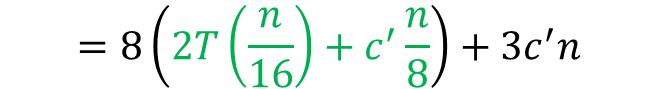 = 8 ( 2T ( n/16 ) + c′ n/8 ) + 3c′n